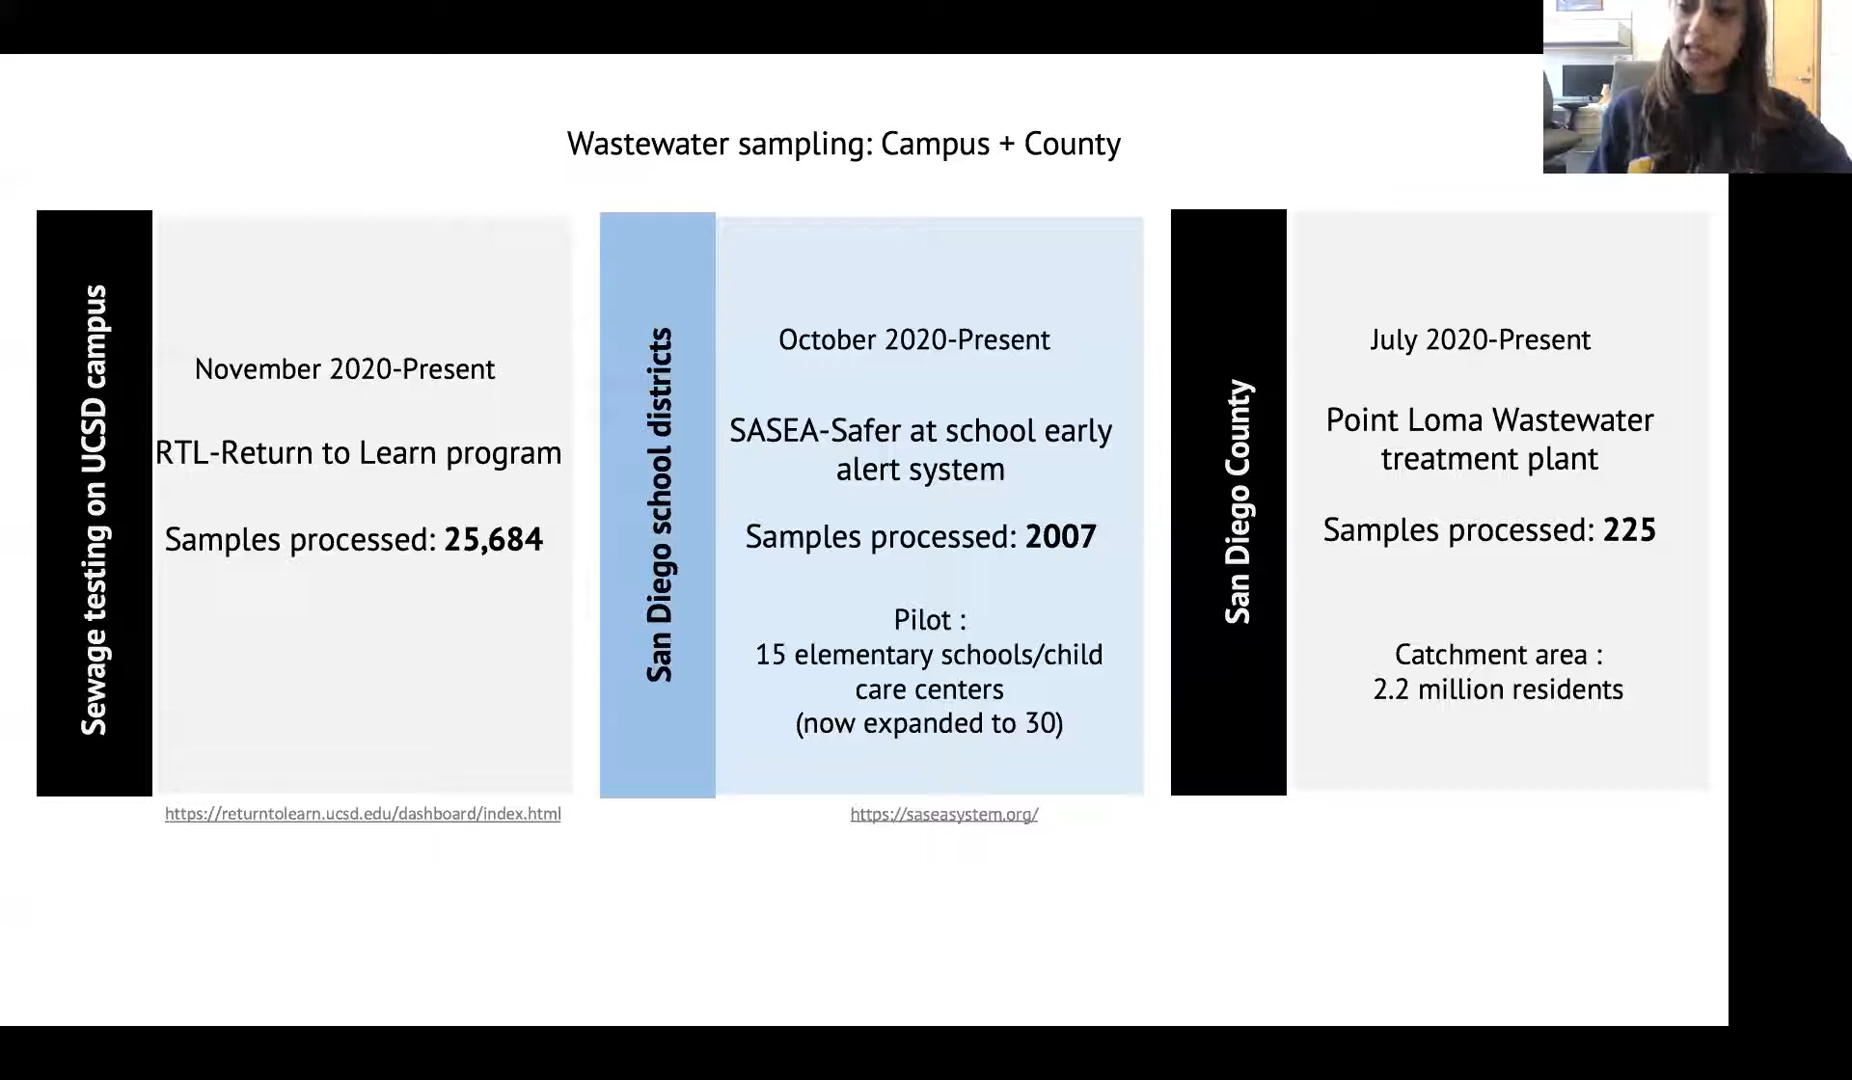 Wastewater sampling: Campus + County
Sewage testing on UCSD campus
November 2020-Present
RTL-Return to Learn program
Samples processed: 25,684
https://returntolearn.ucsd.edu/dashboard/index.html
San Diego school districts
October 2020-Present
SASEA-Safer at school early
alert system
Samples processed: 2007
Pilot :
15 elementary schools/child
care centers
(now expanded to 30)
https://saseasystem.org/
San Diego County
July 2020-Present
Point Loma Wastewater
treatment plant
Samples processed: 225
Catchment area :
2.2 million residents